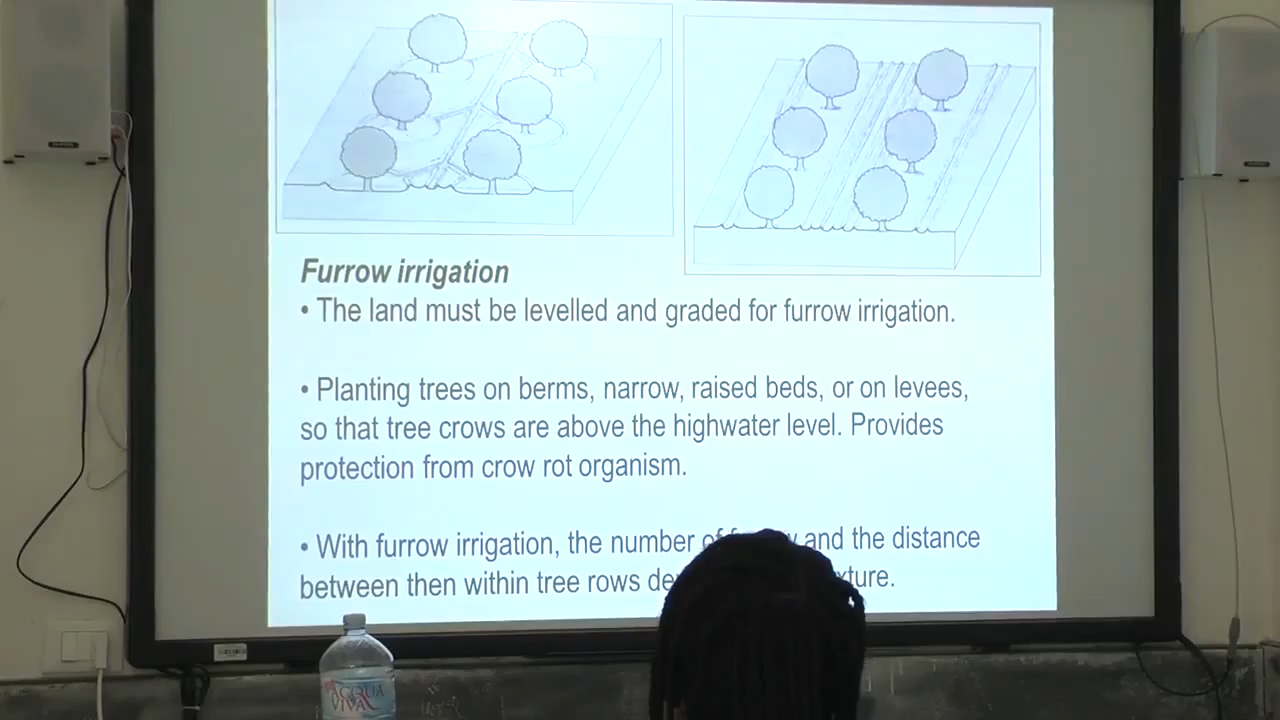 Furrow irrigation
• The land must be levelled and graded for furrow irrigation.
• Planting trees on berms, narrow, raised beds, or on levees,
so that tree crows are above the highwater level. Provides
protection from crow rot organism.
• With furrow irrigation, the number of and the distance
between then within tree rows
ACQUA
VIVA